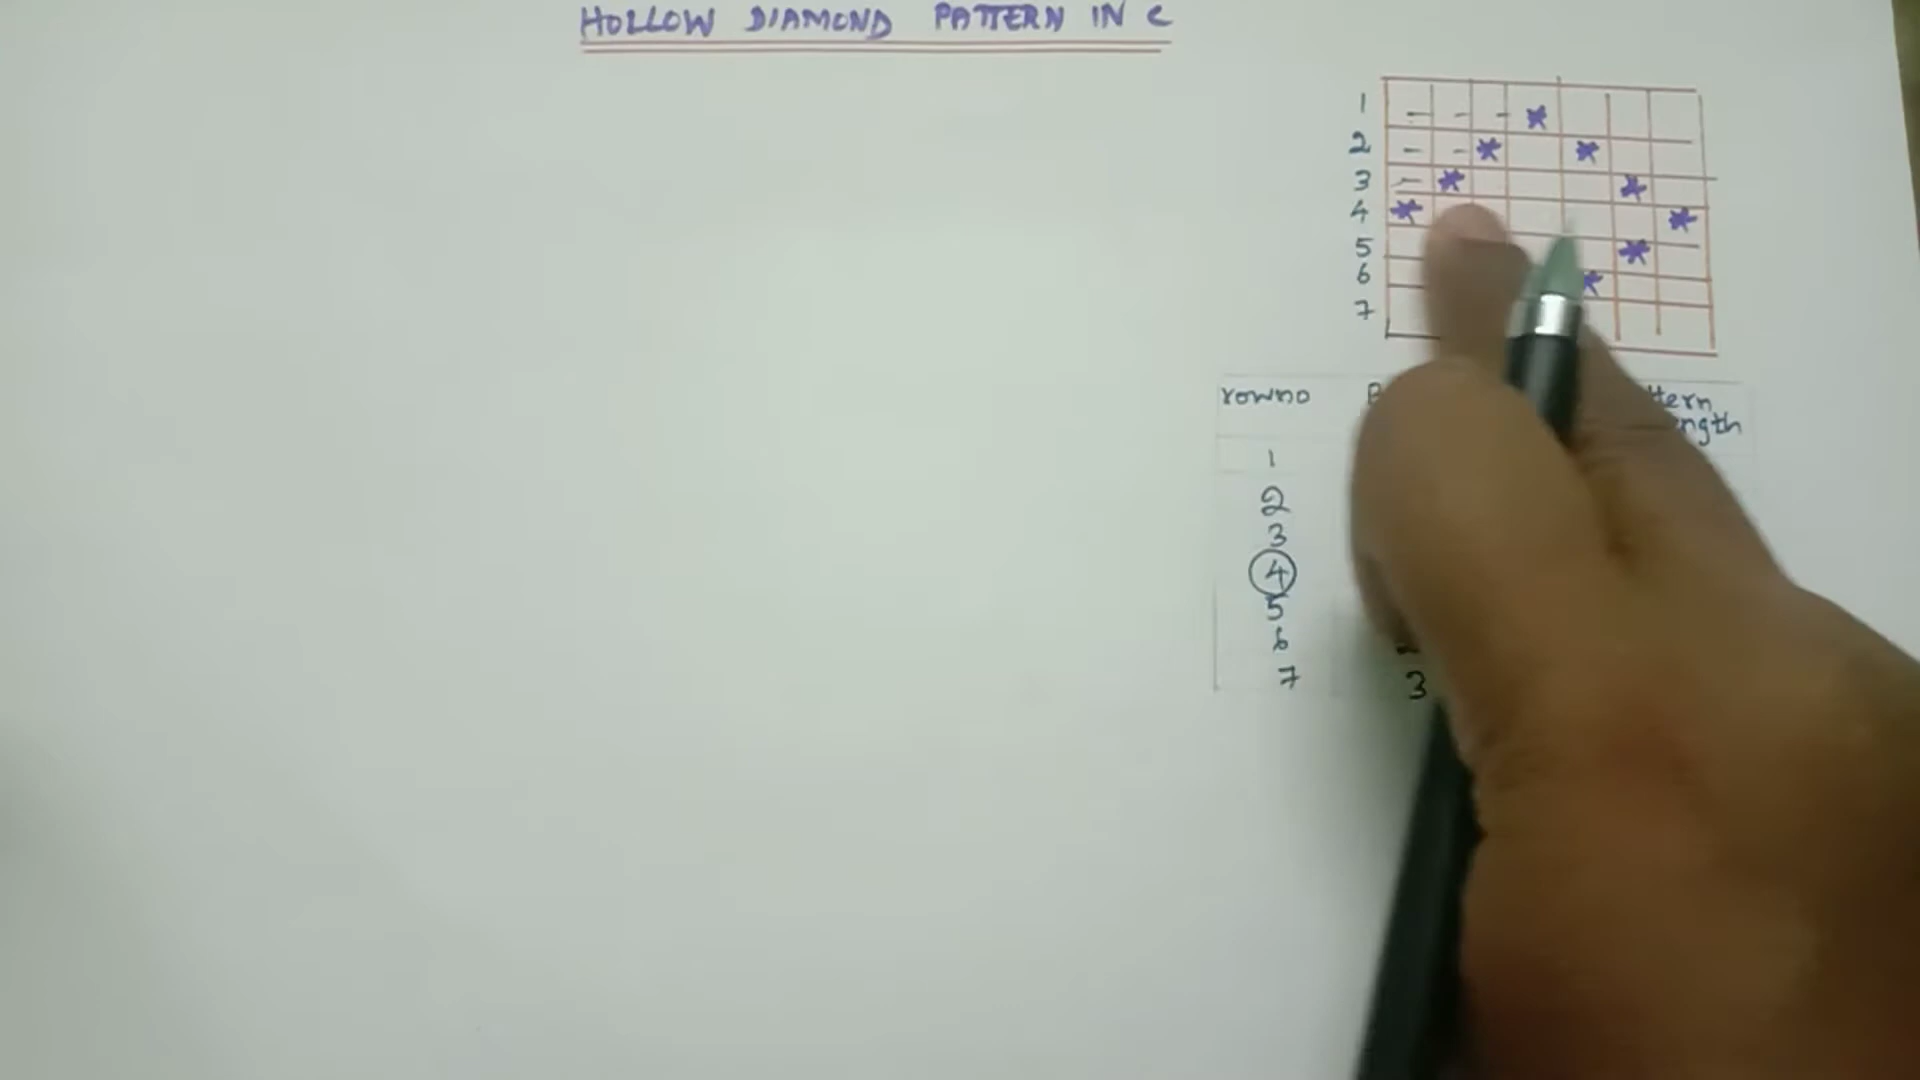 HOLLOW DIAMOND PATTERN IN C
1 - - - *
2 - - * *
3 - * *
4 * *
5 *
6 *
7
rowno
1
2
3
4
5
6
7 3